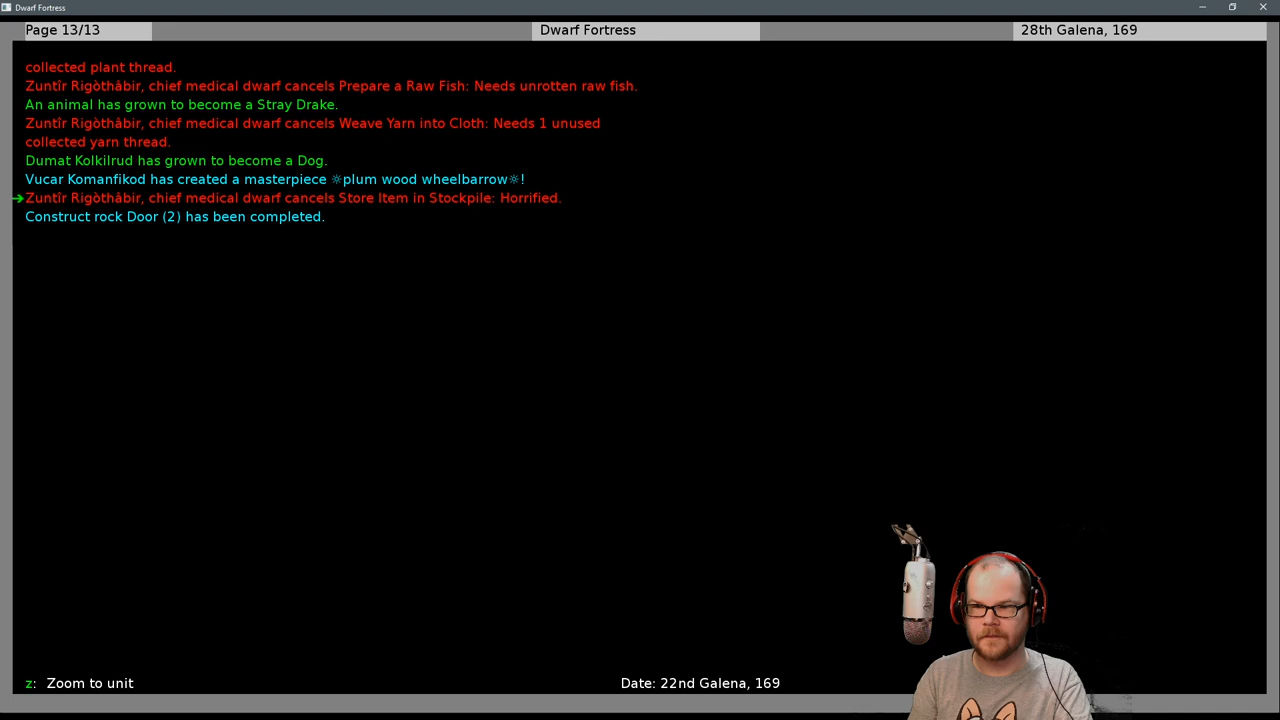 Dwarf Fortress
Page 13/13
Dwarf Fortress
28th Galena, 169
collected plant thread.
Zuntîr Rigòthâbir, chief medical dwarf cancels Prepare a Raw Fish: Needs unrotten raw fish.
An animal has grown to become a Stray Drake.
Zuntîr Rigòthâbir, chief medical dwarf cancels Weave Yarn into Cloth: Needs 1 unused
collected yarn thread.
Dumat Kolkilrud has grown to become a Dog.
Vucar Komanfikod has created a masterpiece ☼plum wood wheelbarrow☼!
Zuntîr Rigòthâbir, chief medical dwarf cancels Store Item in Stockpile: Horrified.
Construct rock Door (2) has been completed.
z: Zoom to unit
Date: 22nd Galena, 169